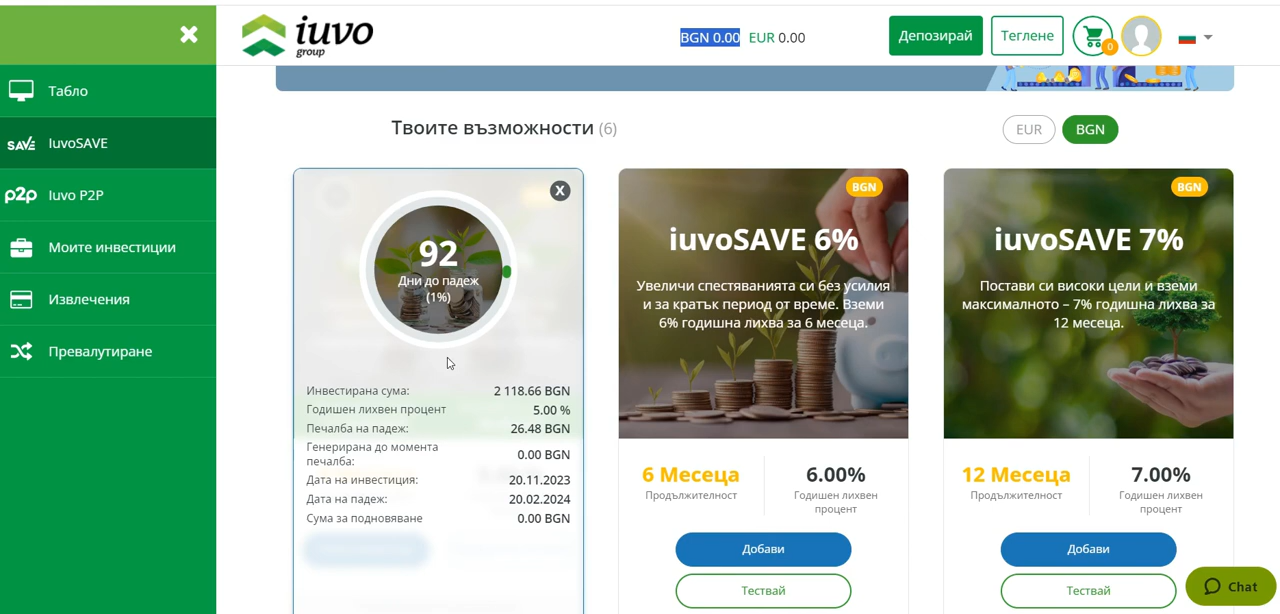 iuvo
group
BGN 0.00 EUR 0.00
Депозирай
Теглене
0
Табло
SAVE IuvoSAVE
p2p Iuvo P2P
Моите инвестиции
Извлечения
Превалутиране
Твоите възможности (6)
EUR BGN
X
92
Дни до падеж
(1%)
Инвестирана сума: 2 118.66 BGN
Годишен лихвен процент 5.00 %
Печалба на падеж: 26.48 BGN
Генерирана до момента
печалба: 0.00 BGN
Дата на инвестиция: 20.11.2023
Дата на падеж: 20.02.2024
Сума за подновяване 0.00 BGN
BGN
iuvoSAVE 6%
Увеличи спестяванията си без усилия
и за кратък период от време. Вземи
6% годишна лихва за 6 месеца.
6 Месеца 6.00%
Продължителност Годишен лихвен
процент
Добави
Тествай
BGN
iuvoSAVE 7%
Постави си високи цели и вземи
максималното – 7% годишна лихва за
12 месеца.
12 Месеца 7.00%
Продължителност Годишен лихвен
процент
Добави
Тествай
Chat